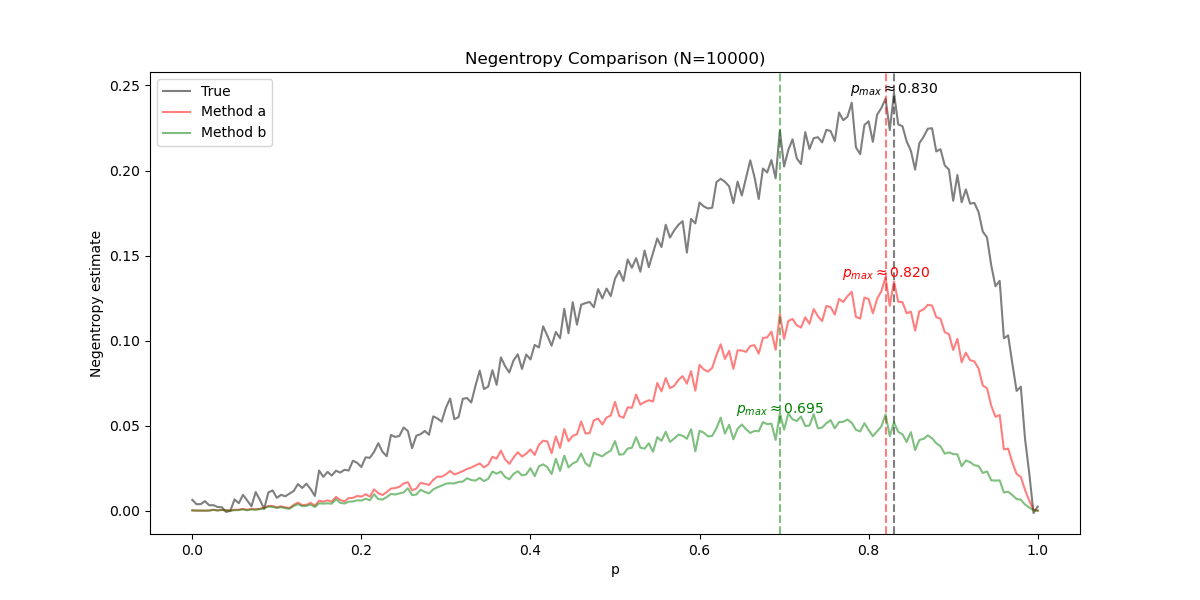 Negentropy Comparison (N=10000)
True
Method a
Method b
p_max ≈ 0.830
p_max ≈ 0.820
p_max ≈ 0.695
Negentropy estimate
0.25
0.20
0.15
0.10
0.05
0.00
0.0 0.2 0.4 0.6 0.8 1.0
p